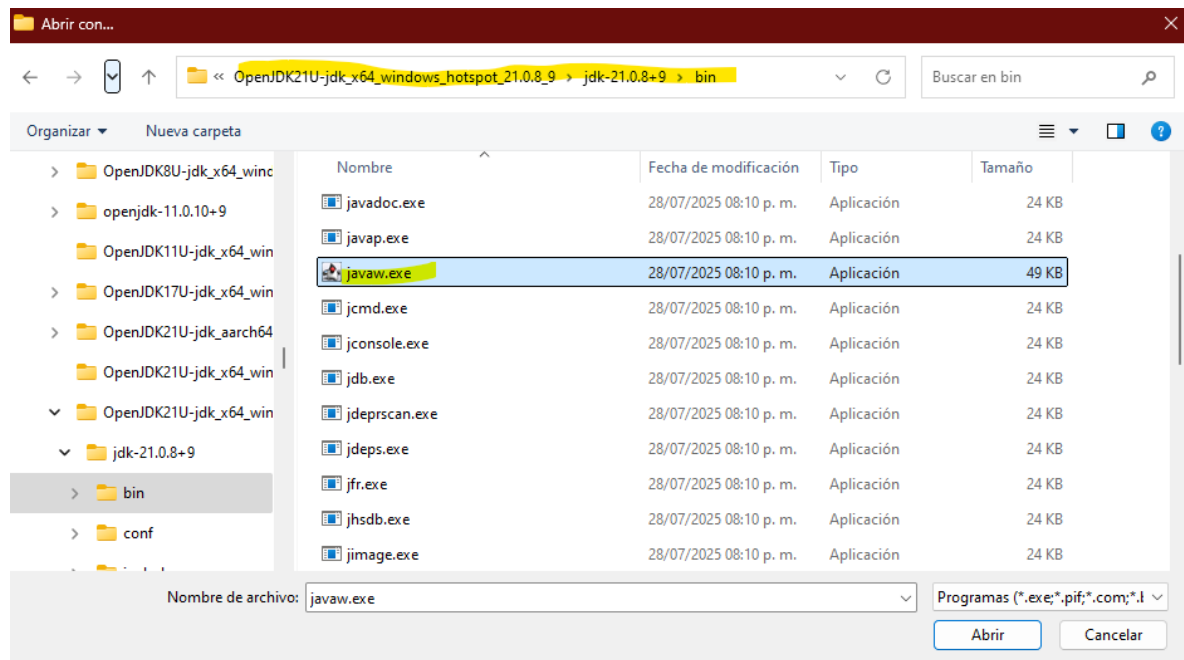 Abrir con...
« OpenJDK21U-jdk_x64_windows_hotspot_21.0.8_9 › jdk-21.0.8+9 › bin
Buscar en bin
Organizar
Nueva carpeta
OpenJDK8U-jdk_x64_winc
openjdk-11.0.10+9
OpenJDK11U-jdk_x64_win
OpenJDK17U-jdk_x64_win
OpenJDK21U-jdk_aarch64
OpenJDK21U-jdk_x64_win
OpenJDK21U-jdk_x64_win
jdk-21.0.8+9
bin
conf
Nombre Fecha de modificación Tipo Tamaño
javadoc.exe 28/07/2025 08:10 p. m. Aplicación 24 KB
javap.exe 28/07/2025 08:10 p. m. Aplicación 24 KB
javaw.exe 28/07/2025 08:10 p. m. Aplicación 49 KB
jcmd.exe 28/07/2025 08:10 p. m. Aplicación 24 KB
jconsole.exe 28/07/2025 08:10 p. m. Aplicación 24 KB
jdb.exe 28/07/2025 08:10 p. m. Aplicación 24 KB
jdeprscan.exe 28/07/2025 08:10 p. m. Aplicación 24 KB
jdeps.exe 28/07/2025 08:10 p. m. Aplicación 24 KB
jfr.exe 28/07/2025 08:10 p. m. Aplicación 24 KB
jhsdb.exe 28/07/2025 08:10 p. m. Aplicación 24 KB
jimage.exe 28/07/2025 08:10 p. m. Aplicación 24 KB
Nombre de archivo: javaw.exe
Programas (*.exe;*.pif;*.com;*.b
Abrir
Cancelar